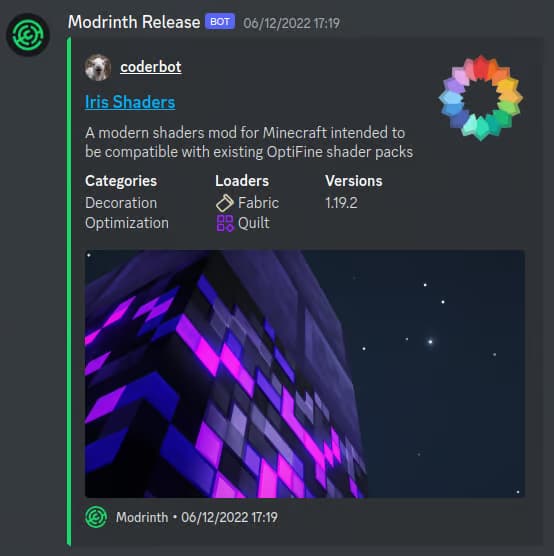 Modrinth Release BOT 06/12/2022 17:19
coderbot
Iris Shaders
A modern shaders mod for Minecraft intended to
be compatible with existing OptiFine shader packs
Categories Loaders Versions
Decoration Fabric 1.19.2
Optimization Quilt
Modrinth • 06/12/2022 17:19